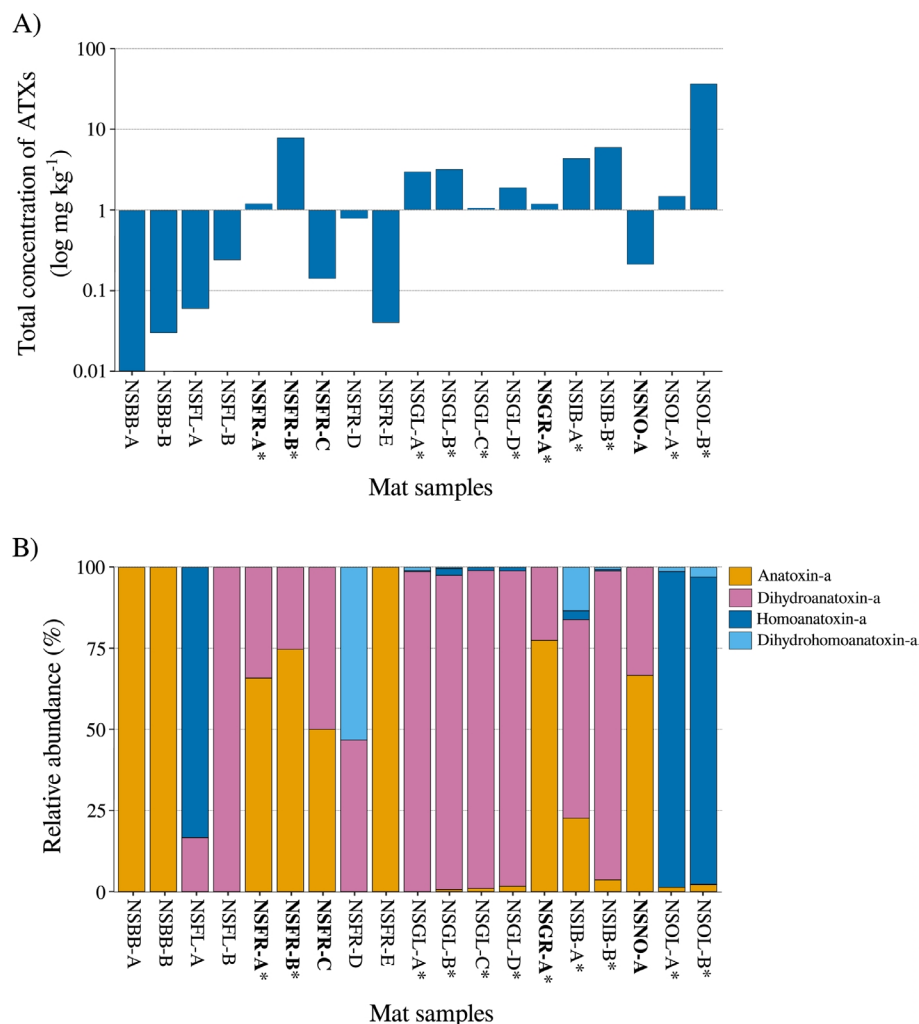 A)
Total concentration of ATXs
(log mg kg⁻¹)
100
10
1
0.1
0.01
NSBB-A
NSBB-B
NSFL-A
NSFL-B
NSFR-A*
NSFR-B*
NSFR-C
NSFR-D
NSFR-E
NSGL-A*
NSGL-B*
NSGL-C*
NSGL-D*
NSGR-A*
NSIB-A*
NSIB-B*
NSNO-A
NSOL-A*
NSOL-B*
Mat samples
B)
Relative abundance (%)
100
75
50
25
0
Anatoxin-a
Dihydroanatoxin-a
Homoanatoxin-a
Dihydrohomoanatoxin-a
NSBB-A
NSBB-B
NSFL-A
NSFL-B
NSFR-A*
NSFR-B*
NSFR-C
NSFR-D
NSFR-E
NSGL-A*
NSGL-B*
NSGL-C*
NSGL-D*
NSGR-A*
NSIB-A*
NSIB-B*
NSNO-A
NSOL-A*
NSOL-B*
Mat samples